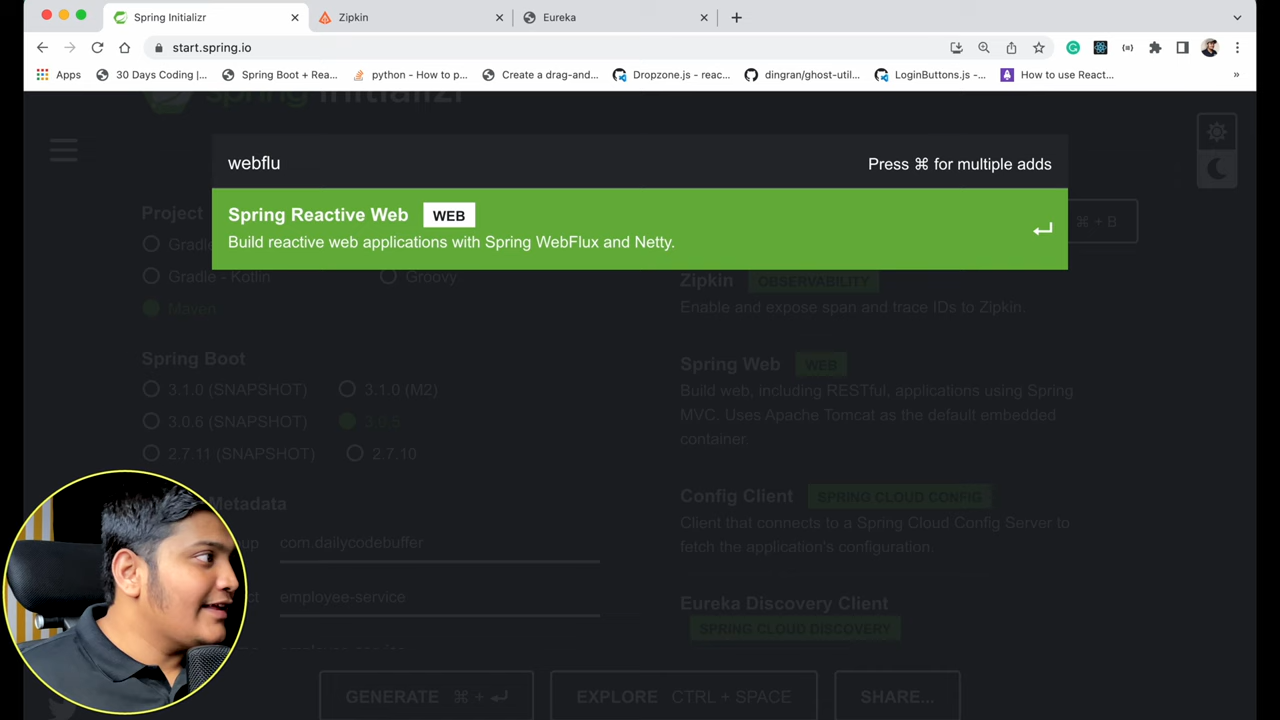 Spring Initializr
Zipkin
Eureka
start.spring.io
Apps
30 Days Coding |...
Spring Boot + Rea...
python - How to p...
Create a drag-and...
Dropzone.js - reac...
dingran/ghost-util...
LoginButtons.js -...
How to use React...
»
spring initializr
webflu
Press ⌘ for multiple adds
Spring Reactive Web WEB
Build reactive web applications with Spring WebFlux and Netty.
Project
⌘ + B
Gradle - Kotlin
Groovy
Maven
Zipkin OBSERVABILITY
Enable and expose span and trace IDs to Zipkin.
Spring Boot
3.1.0 (SNAPSHOT)
3.1.0 (M2)
3.0.6 (SNAPSHOT)
3.0.5
2.7.11 (SNAPSHOT)
2.7.10
Spring Web WEB
Build web, including RESTful, applications using Spring
MVC. Uses Apache Tomcat as the default embedded
container.
Metadata
com.dailycodebuffer
employee-service
Config Client SPRING CLOUD CONFIG
Client that connects to a Spring Cloud Config Server to
fetch the application's configuration.
Eureka Discovery Client
SPRING CLOUD DISCOVERY
GENERATE ⌘ + ↵
EXPLORE CTRL + SPACE
SHARE...